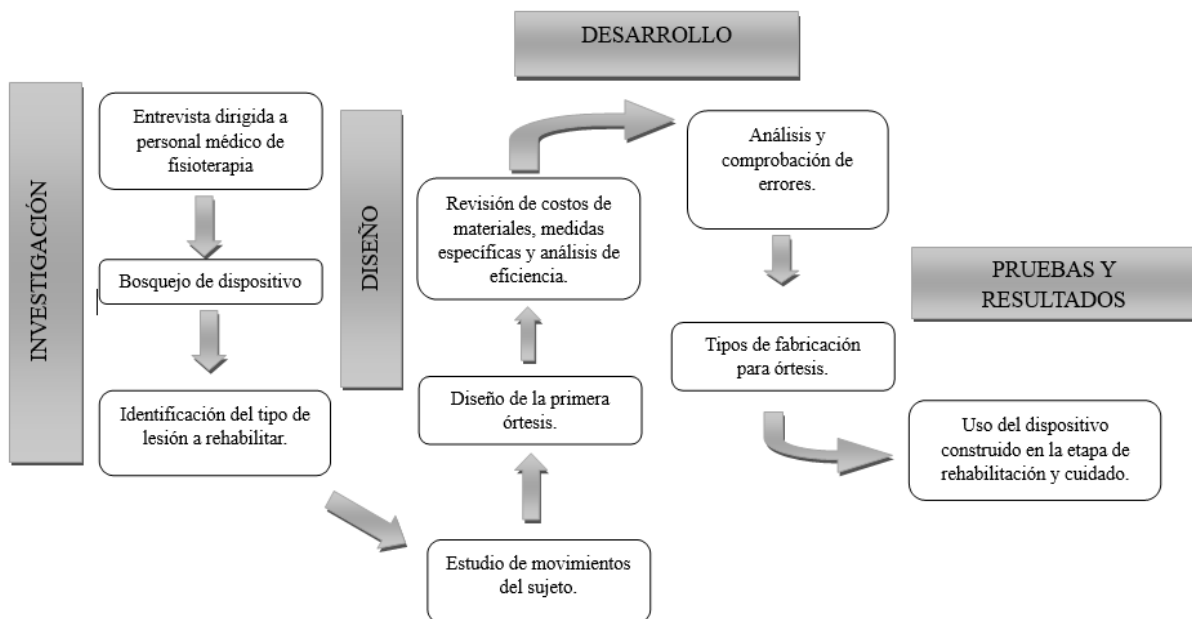 INVESTIGACIÓN
Entrevista dirigida a
personal médico de
fisioterapia
Bosquejo de dispositivo
Identificación del tipo de
lesión a rehabilitar.
DISEÑO
Estudio de movimientos
del sujeto.
Diseño de la primera
órtesis.
Revisión de costos de
materiales, medidas
específicas y análisis de
eficiencia.
DESARROLLO
Análisis y
comprobación de
errores.
Tipos de fabricación
para órtesis.
PRUEBAS Y
RESULTADOS
Uso del dispositivo
construido en la etapa de
rehabilitación y cuidado.